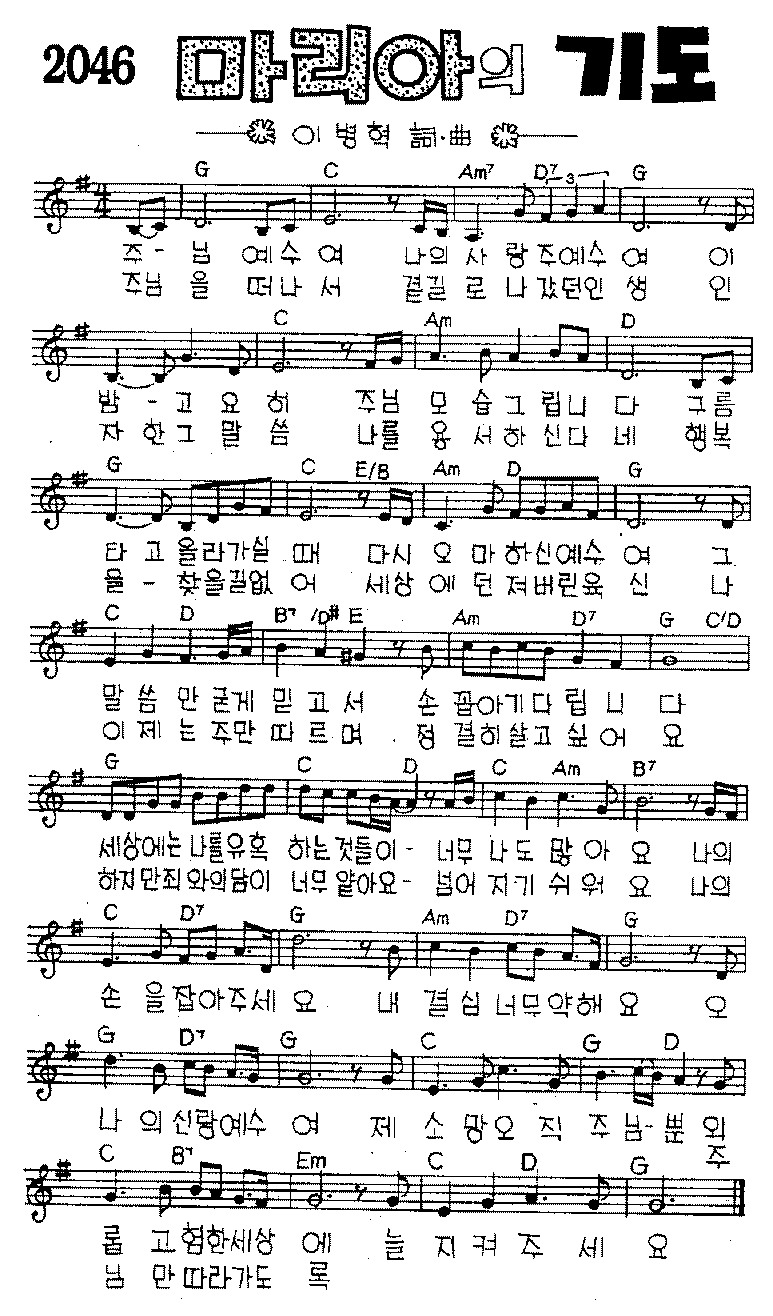 2046 마리아의 기도
이병혁 詞·曲
G C Am7 D7 3 G
4/4
주- 님 예수여 나의 사랑 주예수여 이
주님을 떠나서 곁길로 나갔던인생 인
C Am D
밤-고요히 주님 모습그립니다 구름
자한그 말씀 나를 용서하신다네 행복
G C E/B Am D G
타고 올라가실 때 다시 오마하신예수여 그
을- 찾을길없어 세상에 던져버린육신 나
C D B7 /D# E Am D7 G C/D
말씀만 굳게 믿고서 손꼽아기다립니다
이제는 주만 따르며 정결히살고싶어요
G C D C Am B7
세상에는 나를유혹 하는것들이- 너무나도 많아요 나의
하지만죄와의담이 너무얕아요- 넘어지기 쉬워요 나의
C D7 G Am D7 G
손을잡아주세요 내 결심너무약해요 오
G D7 G C G D
나의신랑예수여 제 소망오직 주님-뿐 외
주
C B7 Em C D G
롭고 험한세상에 늘 지켜주세요
님만따라가도록